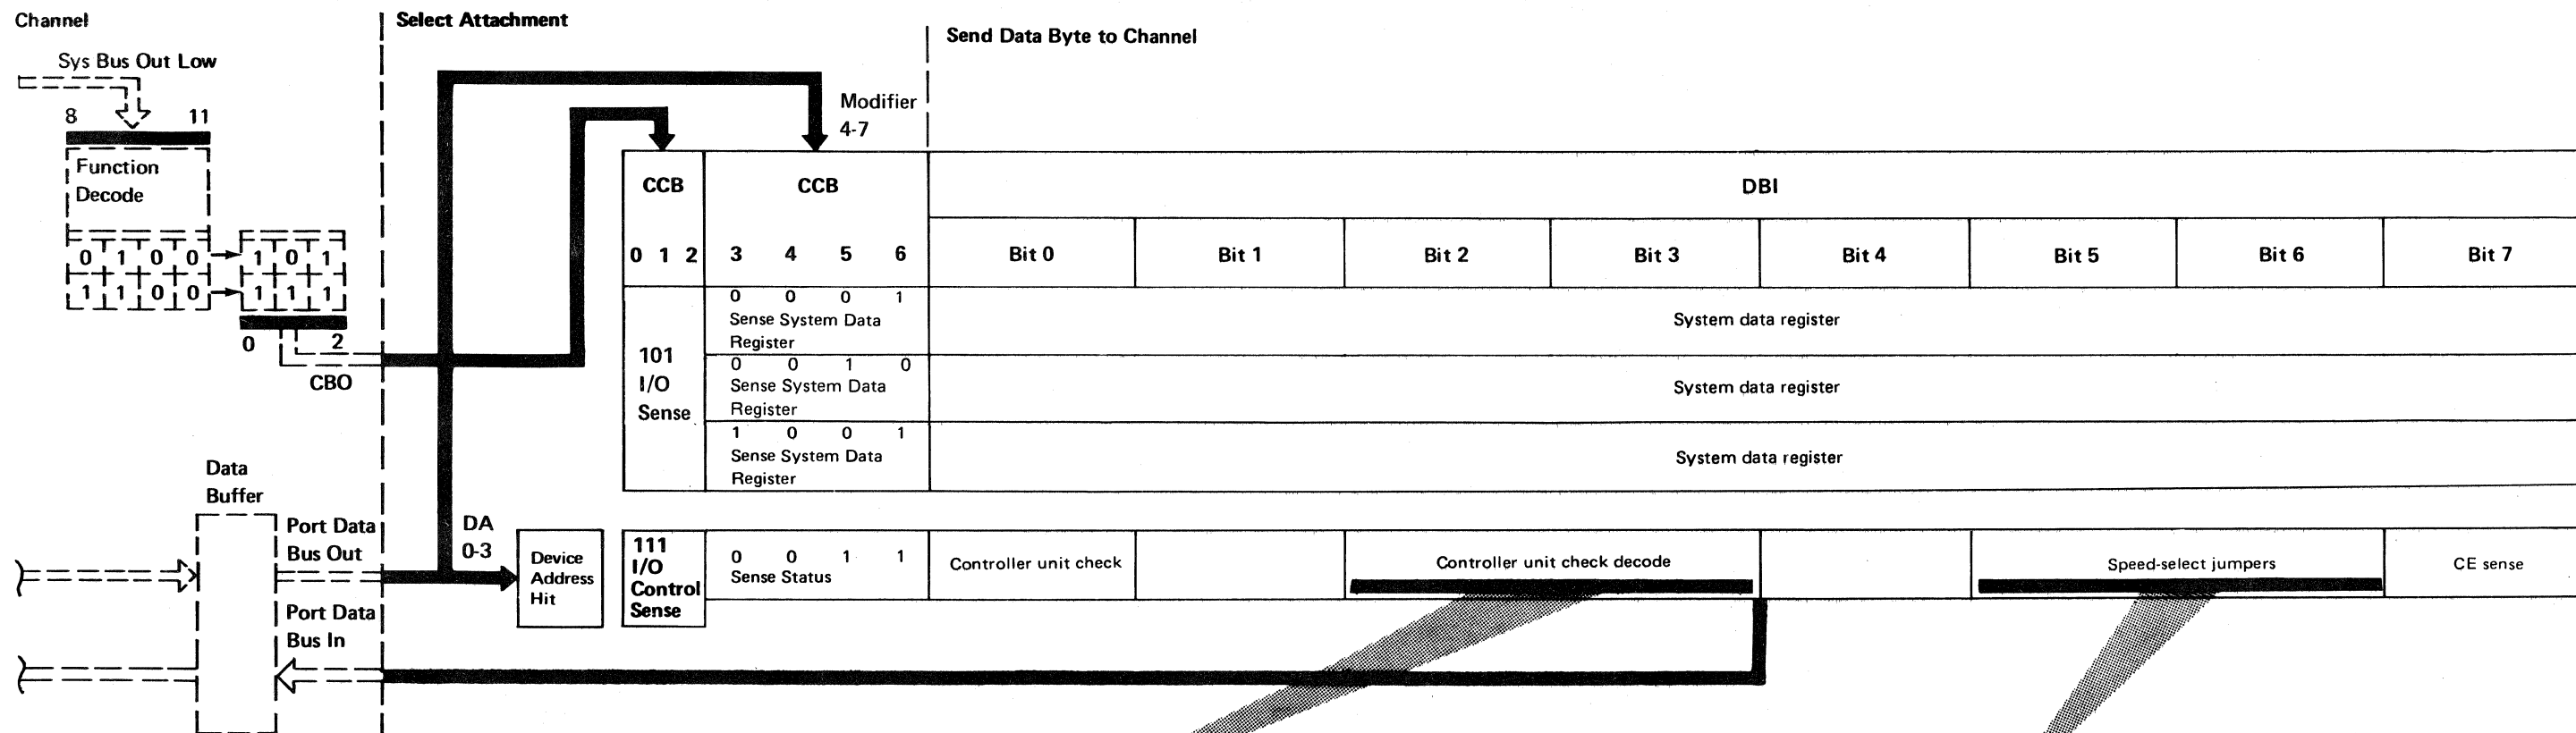 Channel
Select Attachment
Send Data Byte to Channel
Sys Bus Out Low
8 11
Modifier
4-7
Function
Decode
0 1 0 0 1 0 1
1 1 0 0 1 1 1
0 2
CBO
CCB CCB DBI
0 1 2 3 4 5 6 Bit 0 Bit 1 Bit 2 Bit 3 Bit 4 Bit 5 Bit 6 Bit 7
101
I/O
Sense
0 0 0 1
Sense System Data
Register
System data register
0 0 1 0
Sense System Data
Register
System data register
1 0 0 1
Sense System Data
Register
System data register
Data
Buffer
Port Data
Bus Out
Port Data
Bus In
DA
0-3
Device
Address
Hit
111
I/O
Control
Sense
0 0 1 1
Sense Status
Controller unit check
Controller unit check decode
Speed-select jumpers
CE sense